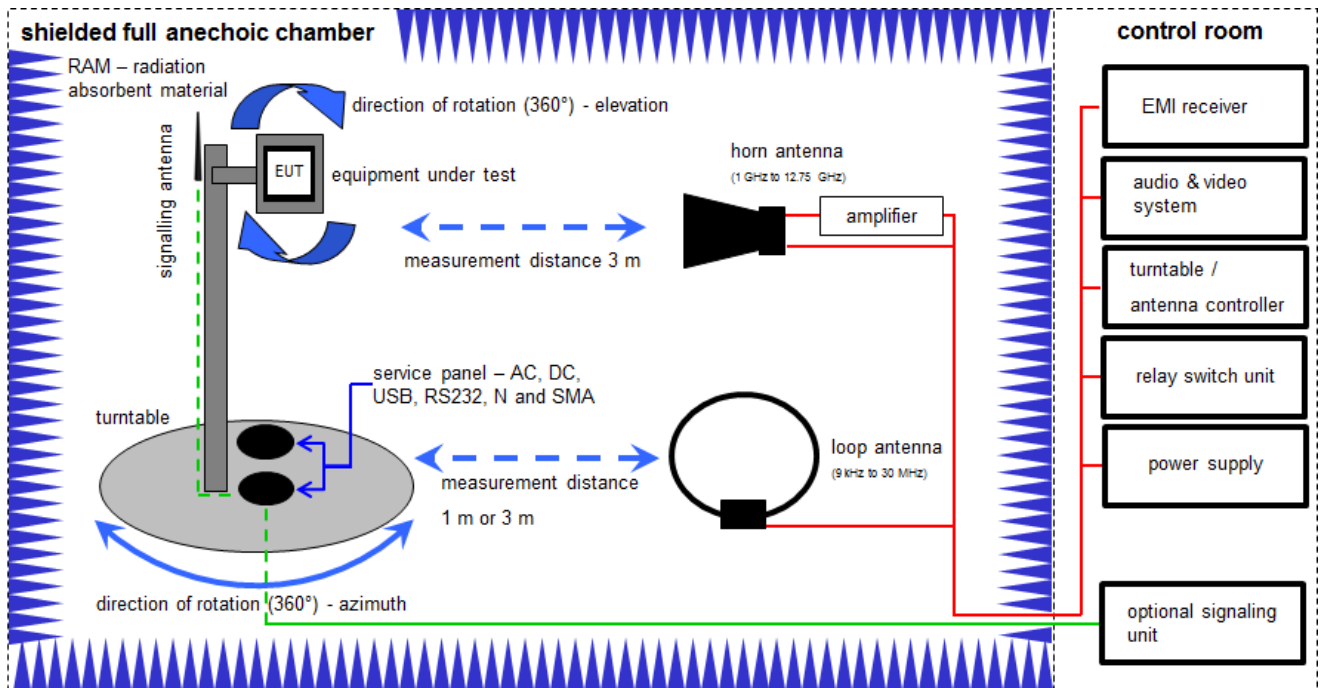 shielded full anechoic chamber
RAM – radiation
absorbent material
signalling antenna
direction of rotation (360°) - elevation
EUT
equipment under test
measurement distance 3 m
horn antenna
(1 GHz to 12.75 GHz)
amplifier
service panel – AC, DC,
USB, RS232, N and SMA
turntable
measurement distance
1 m or 3 m
loop antenna
(9 kHz to 30 MHz)
direction of rotation (360°) - azimuth
control room
EMI receiver
audio & video
system
turntable /
antenna controller
relay switch unit
power supply
optional signaling
unit